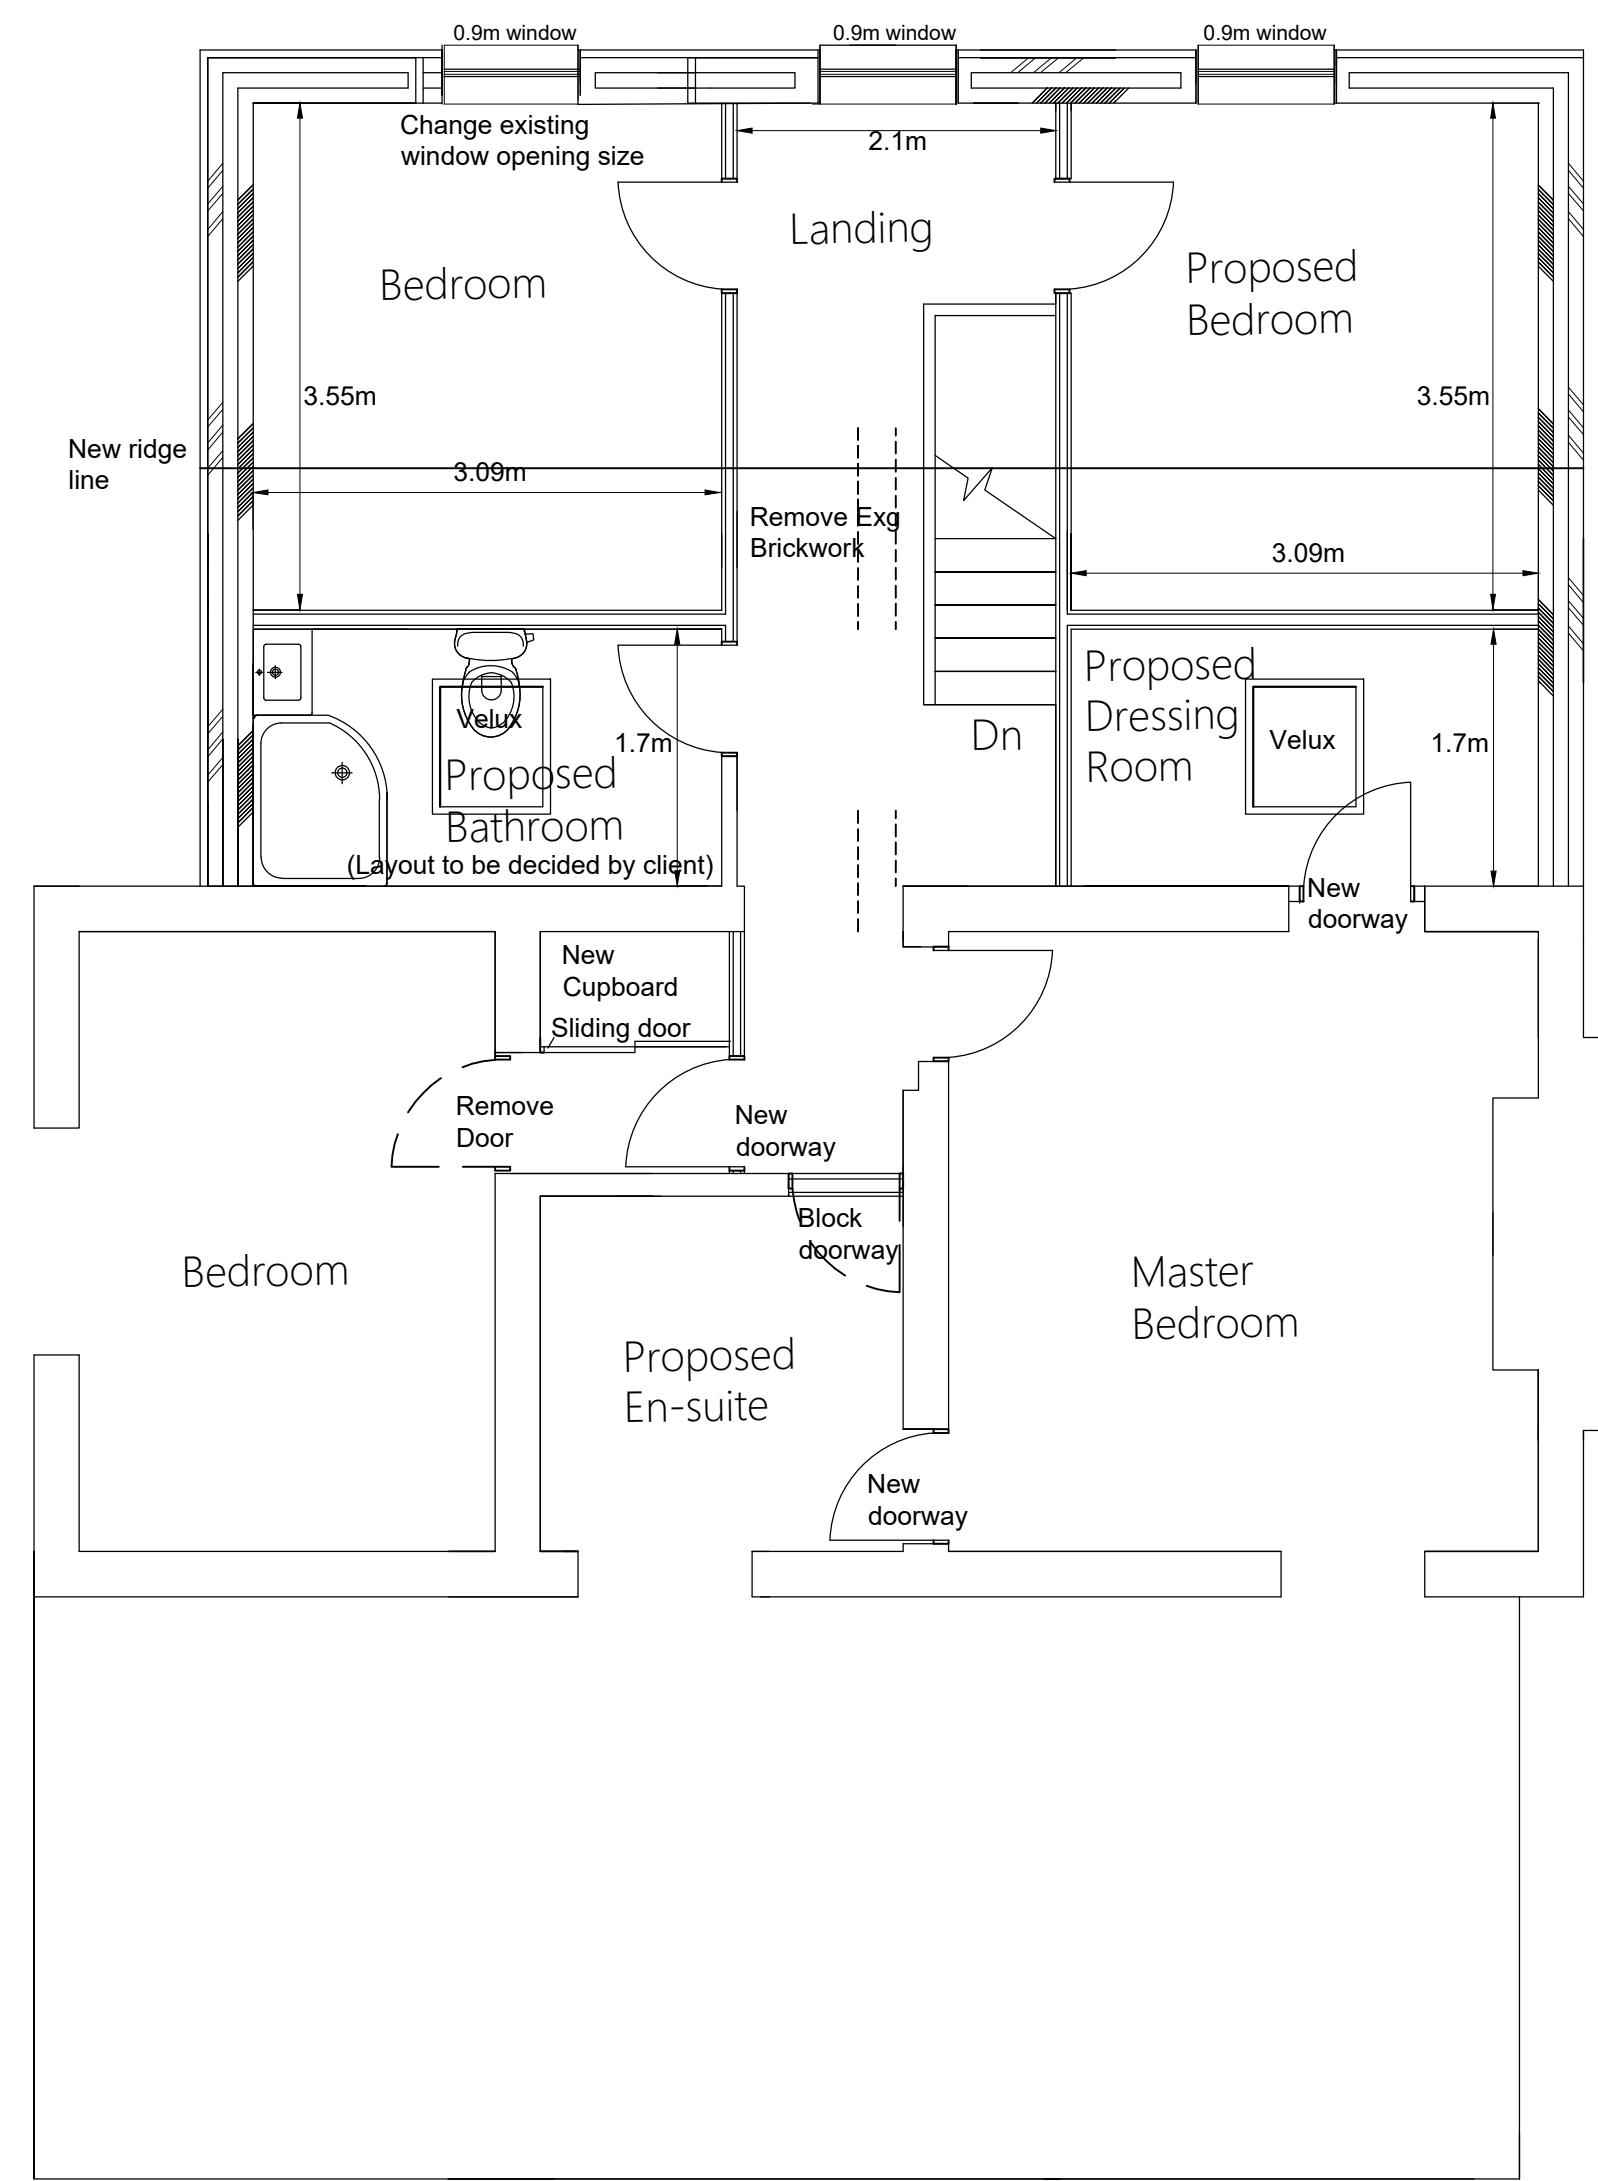 0.9m window
0.9m window
0.9m window
Change existing
window opening size
2.1m
Landing
Bedroom
Proposed
Bedroom
3.55m
3.55m
New ridge
line
3.09m
Remove Exg
Brickwork
3.09m
Velux
Proposed
Bathroom
(Layout to be decided by client)
1.7m
Dn
Proposed
Dressing
Room
Velux
1.7m
New
doorway
New
Cupboard
Sliding door
Remove
Door
New
doorway
Block
doorway
Bedroom
Master
Bedroom
Proposed
En-suite
New
doorway